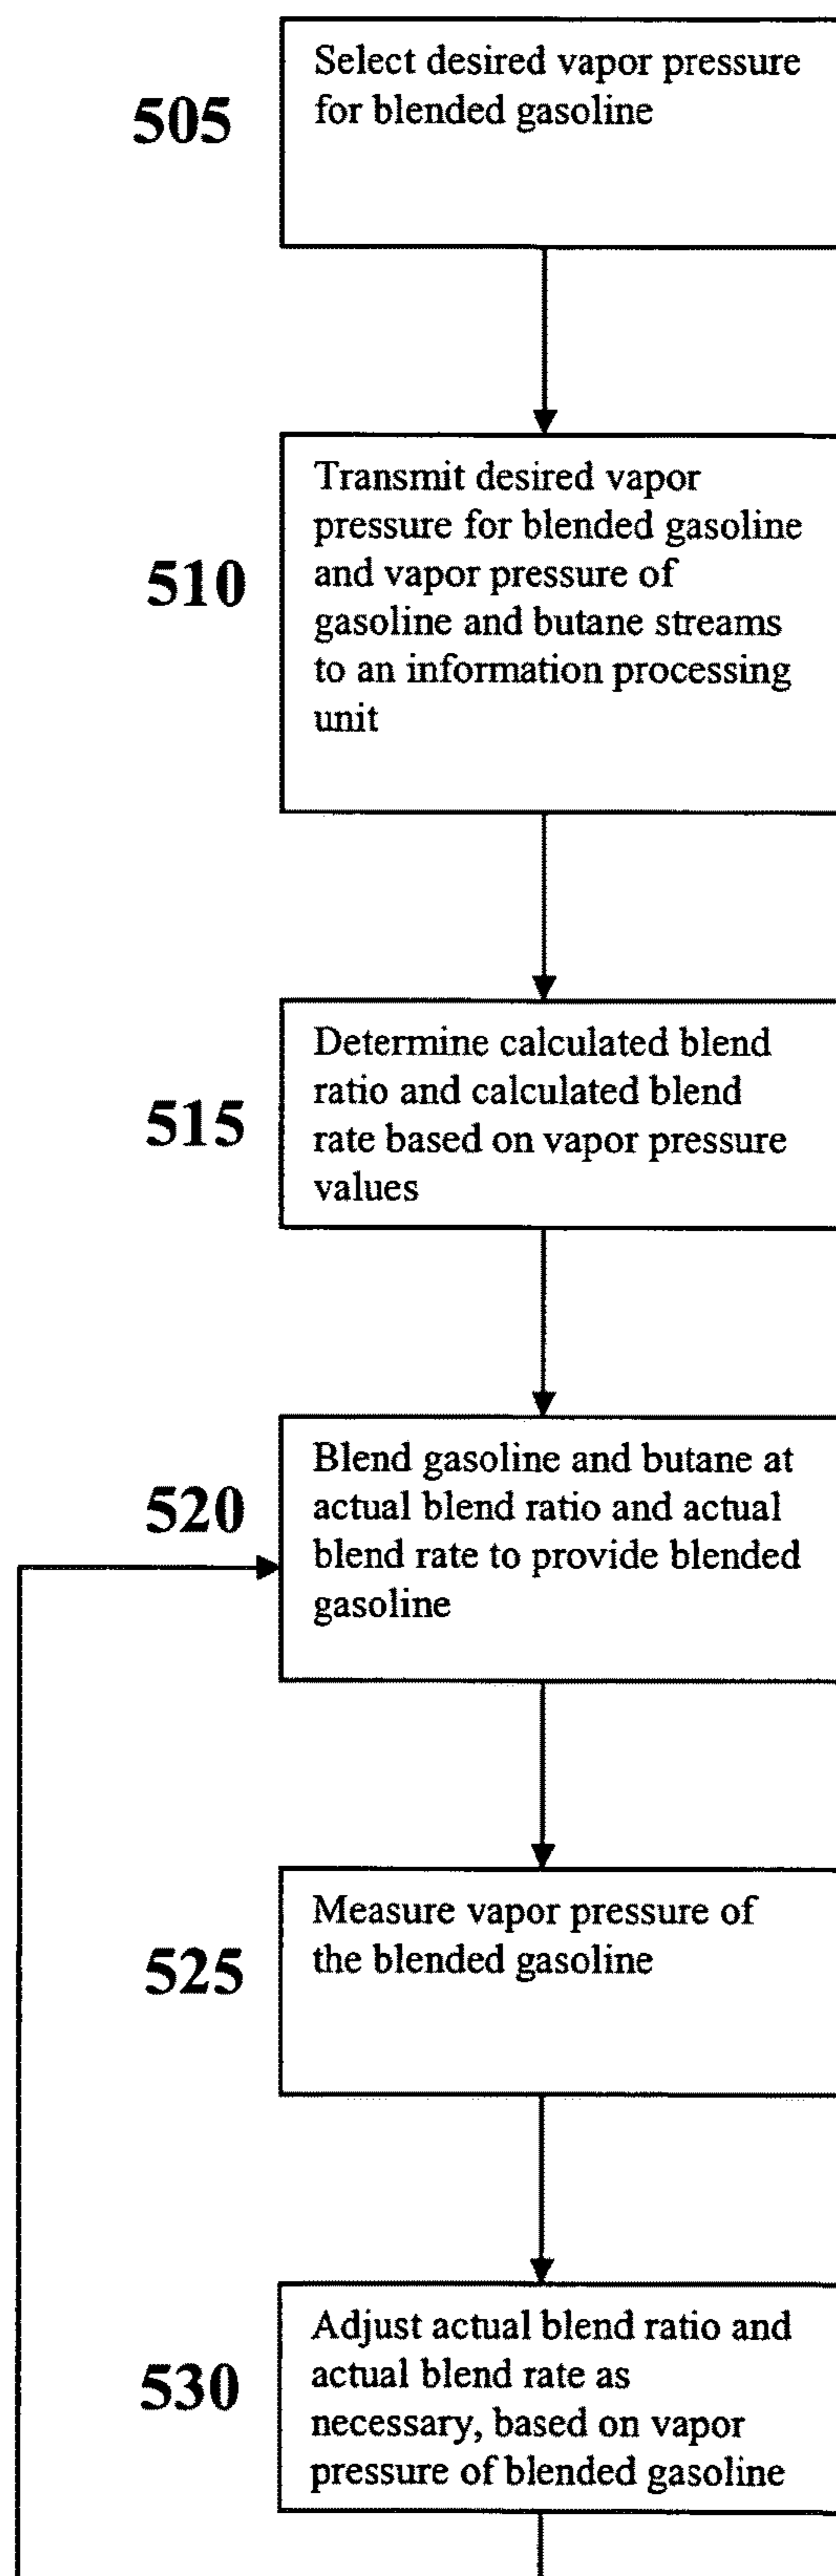 505
Select desired vapor pressure
for blended gasoline
510
Transmit desired vapor
pressure for blended gasoline
and vapor pressure of
gasoline and butane streams
to an information processing
unit
515
Determine calculated blend
ratio and calculated blend
rate based on vapor pressure
values
520
Blend gasoline and butane at
actual blend ratio and actual
blend rate to provide blended
gasoline
525
Measure vapor pressure of
the blended gasoline
530
Adjust actual blend ratio and
actual blend rate as
necessary, based on vapor
pressure of blended gasoline